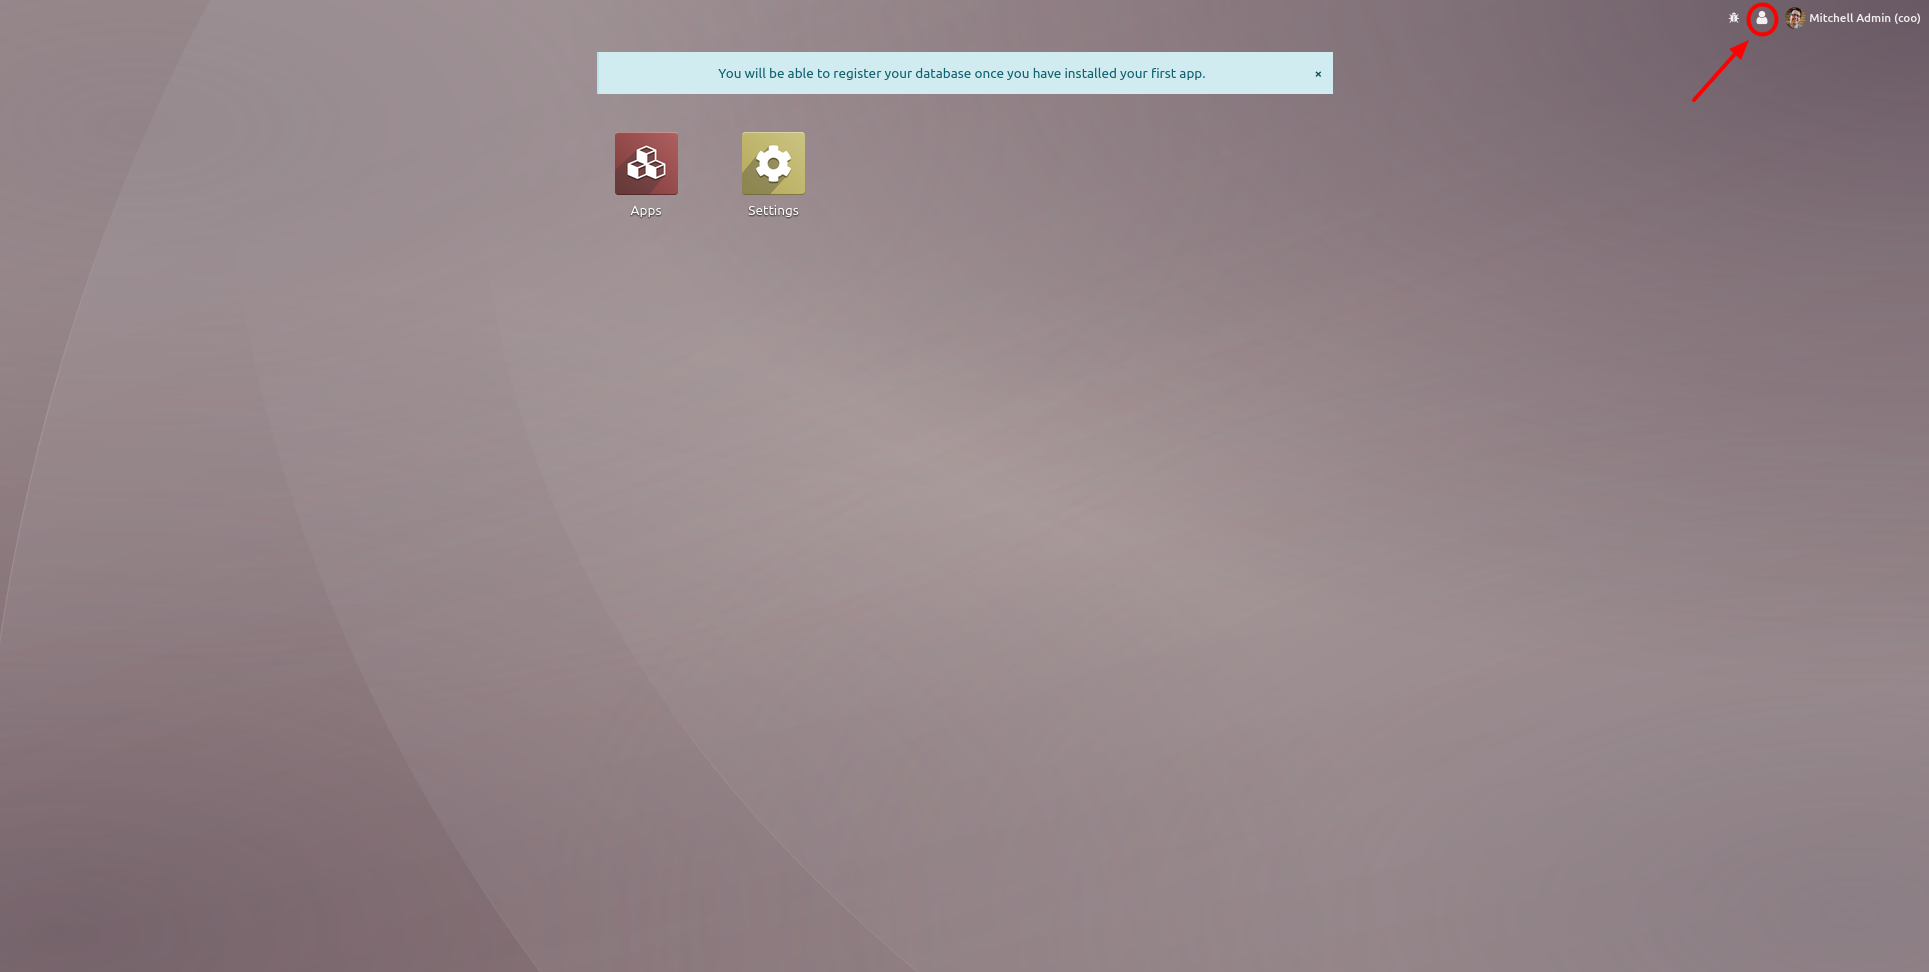 Mitchell Admin (coo)
You will be able to register your database once you have installed your first app. ×
Apps
Settings